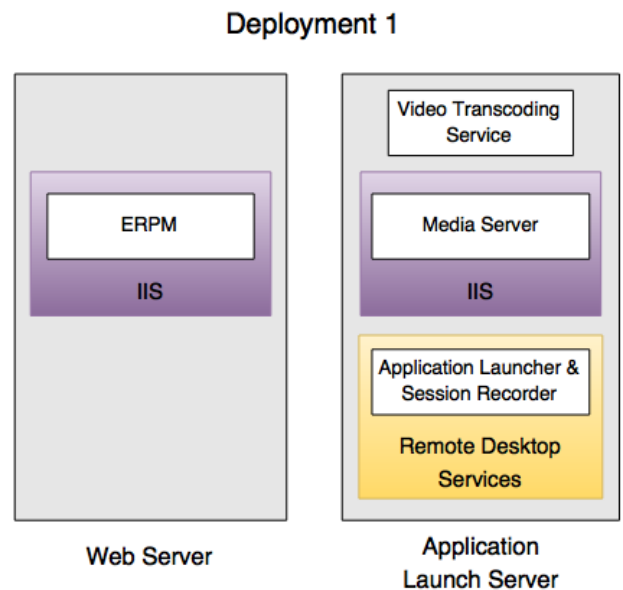 Deployment 1
ERPM
IIS
Web Server
Video Transcoding
Service
Media Server
IIS
Application Launcher &
Session Recorder
Remote Desktop
Services
Application
Launch Server